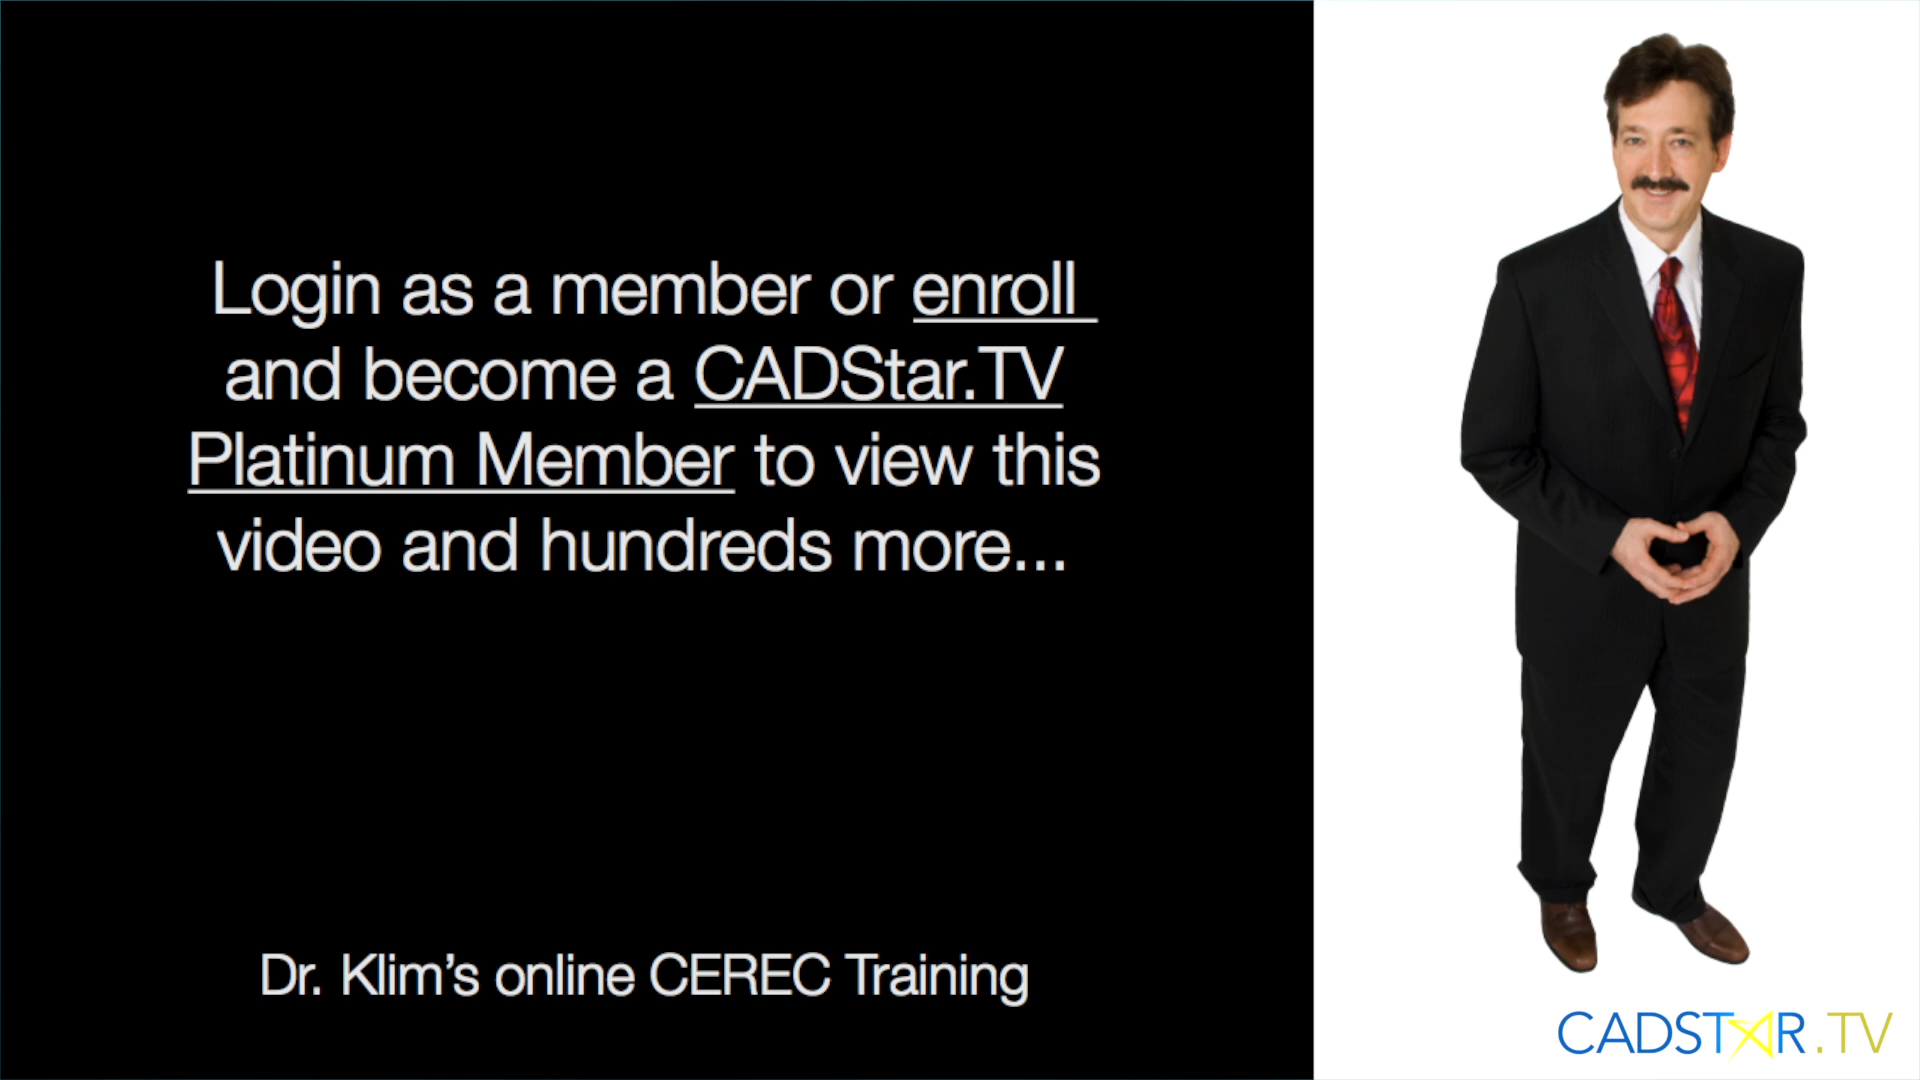 Login as a member or enroll
and become a CADStar.TV
Platinum Member to view this
video and hundreds more...
Dr. Klim’s online CEREC Training
CADSTAR.TV